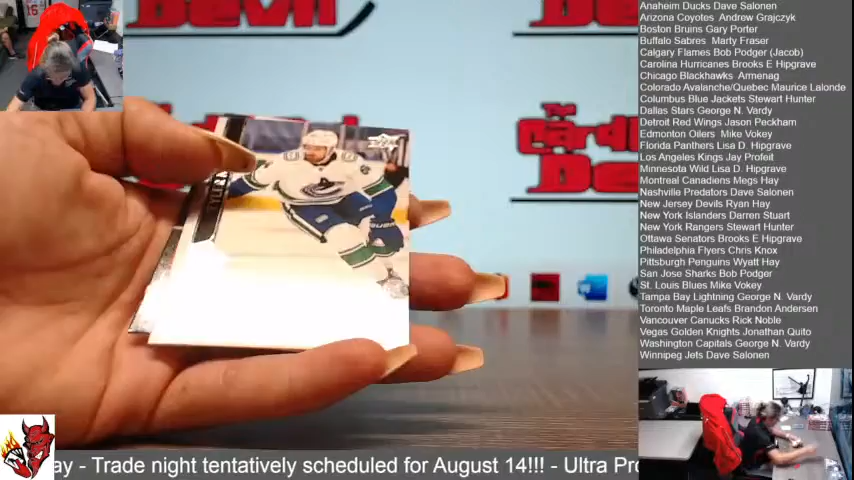 Devil
The
Cardboard
Devil
TYLER
Anaheim Ducks Dave Salonen
Arizona Coyotes Andrew Grajczyk
Boston Bruins Gary Porter
Buffalo Sabres Marty Fraser
Calgary Flames Bob Podger (Jacob)
Carolina Hurricanes Brooks E Hipgrave
Chicago Blackhawks Armenag
Colorado Avalanche/Quebec Maurice Lalonde
Columbus Blue Jackets Stewart Hunter
Dallas Stars George N. Vardy
Detroit Red Wings Jason Peckham
Edmonton Oilers Mike Vokey
Florida Panthers Lisa D. Hipgrave
Los Angeles Kings Jay Profeit
Minnesota Wild Lisa D. Hipgrave
Montreal Canadiens Megs Hay
Nashville Predators Dave Salonen
New Jersey Devils Ryan Hay
New York Islanders Darren Stuart
New York Rangers Stewart Hunter
Ottawa Senators Brooks E Hipgrave
Philadelphia Flyers Chris Knox
Pittsburgh Penguins Wyatt Hay
San Jose Sharks Bob Podger
St. Louis Blues Mike Vokey
Tampa Bay Lightning George N. Vardy
Toronto Maple Leafs Brandon Andersen
Vancouver Canucks Rick Noble
Vegas Golden Knights Jonathan Quito
Washington Capitals George N. Vardy
Winnipeg Jets Dave Salonen
ay - Trade night tentatively scheduled for August 14!!! - Ultra Pro